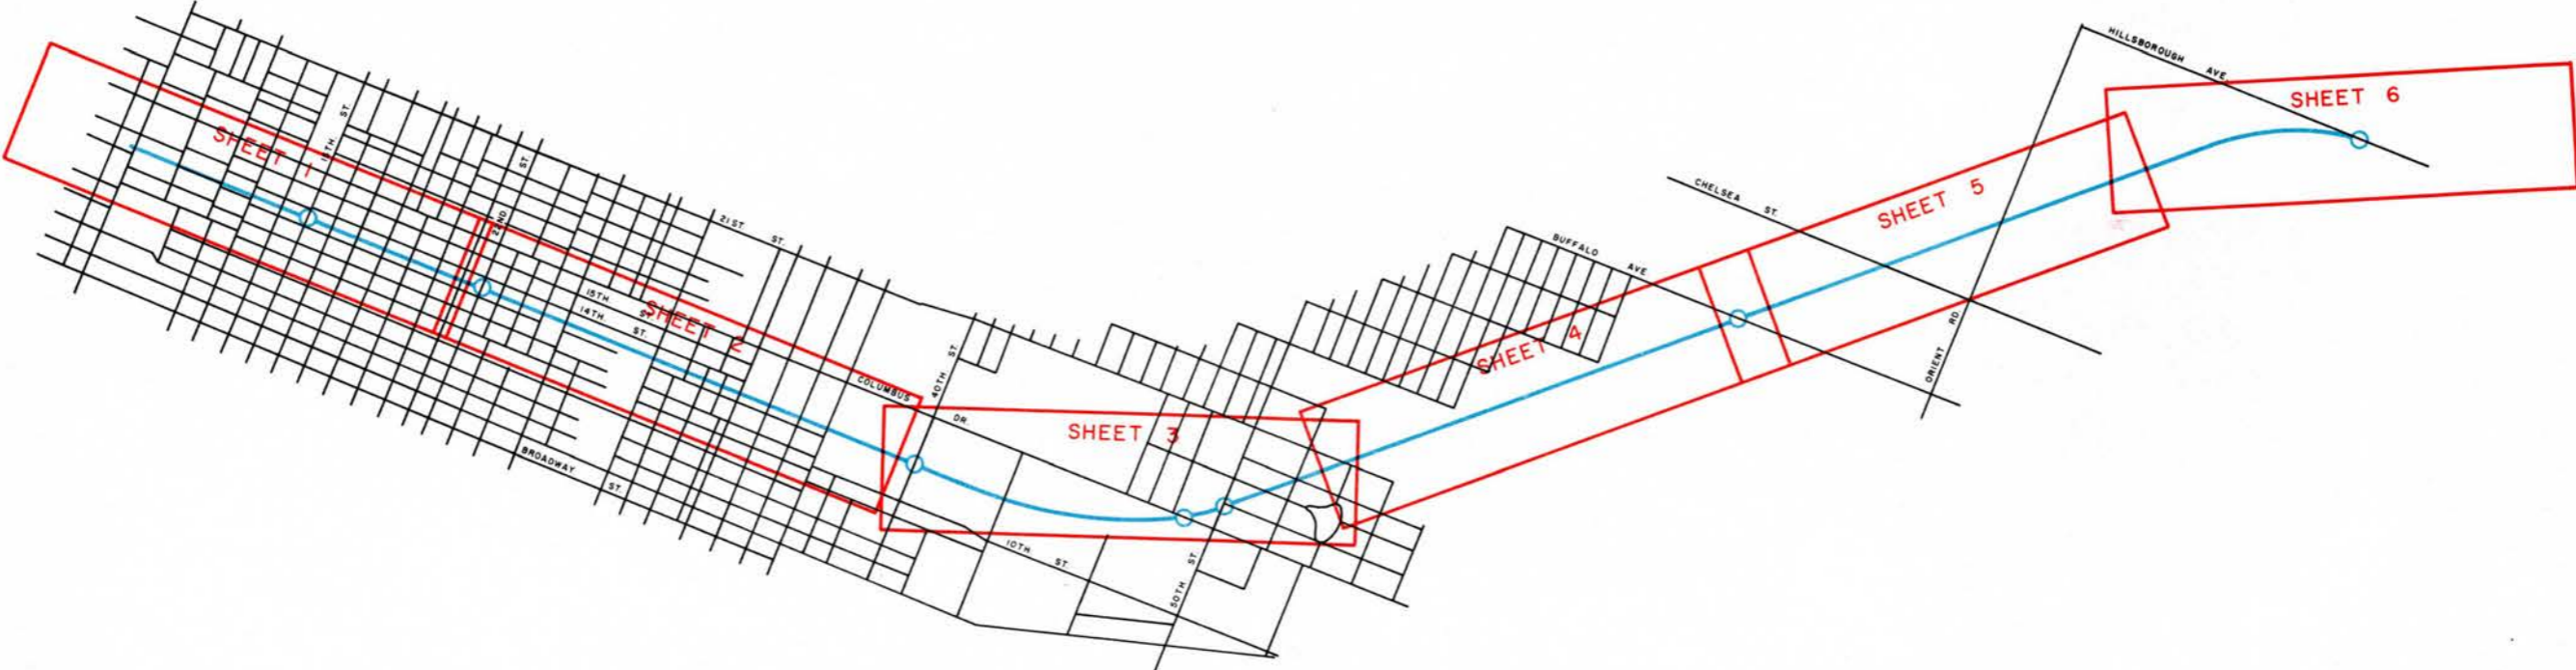 HILLSBOROUGH AVE.
SHEET 6
SHEET 1
15TH. ST.
22ND ST.
SHEET 5
CHELSEA ST.
21ST ST.
BUFFALO AVE
15TH ST.
14TH. ST.
SHEET 2
SHEET 4
ORIENT RD.
40TH ST.
COLUMBUS DR.
SHEET 3
BROADWAY ST.
10TH ST.
50TH ST.